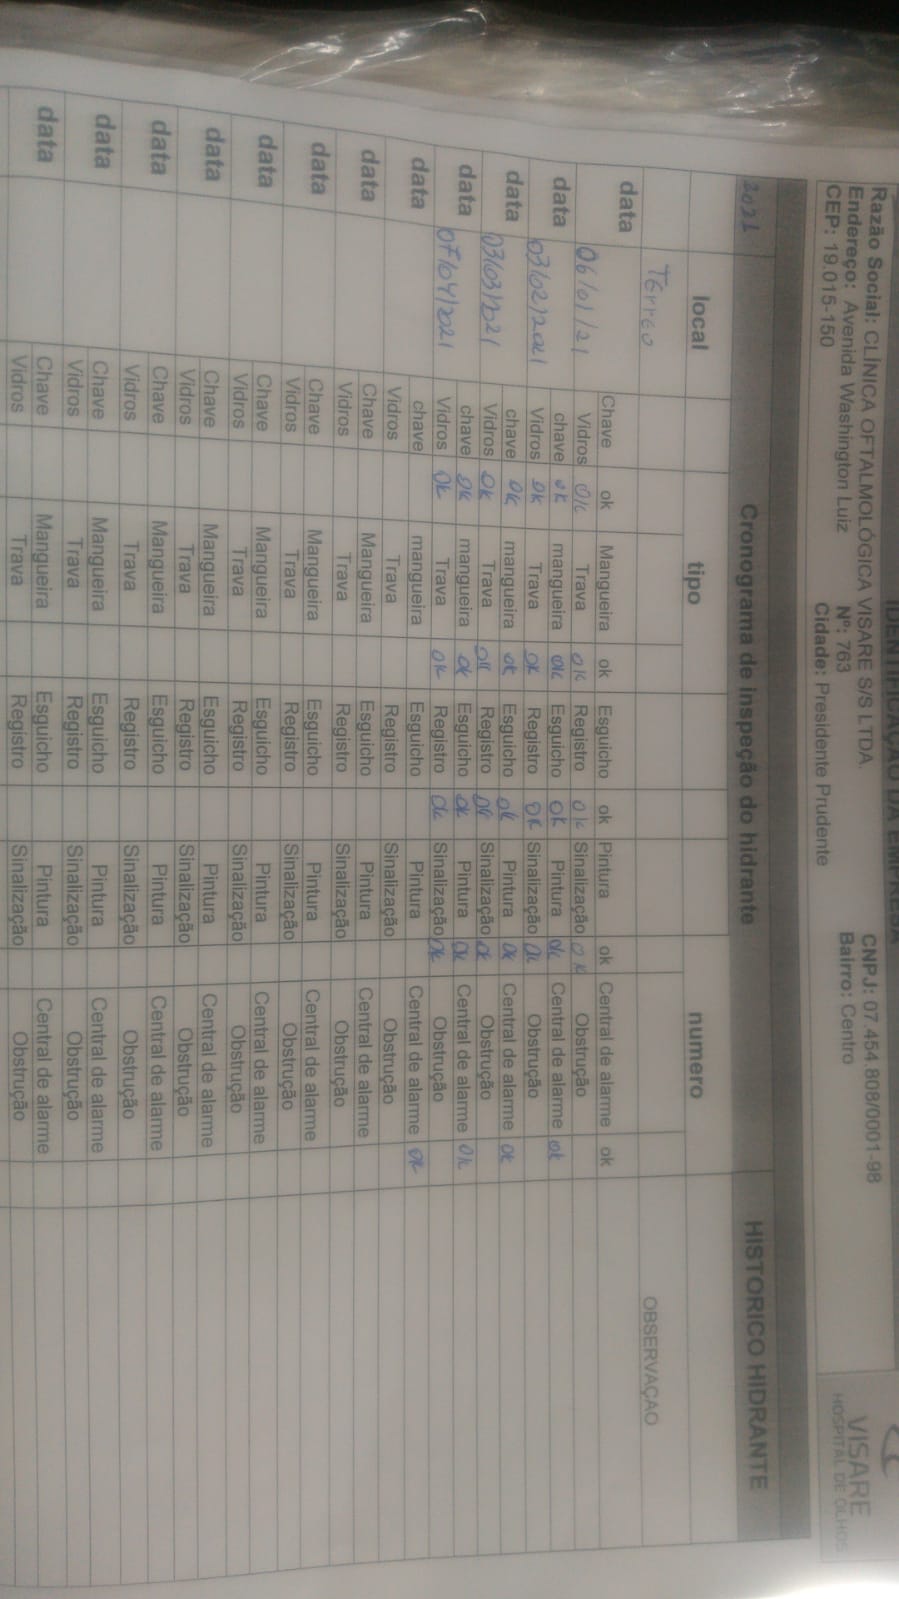 IDENTIFICAÇÃO DA EMPRESA
Razão Social: CLÍNICA OFTALMOLÓGICA VISARE S/S LTDA. CNPJ: 07.454.808/0001-98
Endereço: Avenida Washington Luiz Nº: 763 Bairro: Centro
CEP: 19.015-150 Cidade: Presidente Prudente
VISARE
HOSPITAL DE OLHOS
2021 Cronograma de inspeção do hidrante HISTORICO HIDRANTE
local tipo numero
Térreo OBSERVAÇAO
data
Chave ok Mangueira ok Esguicho ok Pintura ok Central de alarme ok
06/01/21 Vidros ok Trava ok Registro ok Sinalização ok Obstrução
data chave ok mangueira ok Esguicho ok Pintura ok Central de alarme ok
03/02/2021 Vidros ok Trava ok Registro ok Sinalização ok Obstrução
data chave ok mangueira ok Esguicho ok Pintura ok Central de alarme ok
03/03/2021 Vidros ok Trava ok Registro ok Sinalização ok Obstrução
data chave ok mangueira ok Esguicho ok Pintura ok Central de alarme ok
07/04/2021 Vidros ok Trava ok Registro ok Sinalização ok Obstrução
data chave mangueira Esguicho Pintura Central de alarme ok
Vidros Trava Registro Sinalização Obstrução
data Chave Mangueira Esguicho Pintura Central de alarme
Vidros Trava Registro Sinalização Obstrução
data Chave Mangueira Esguicho Pintura Central de alarme
Vidros Trava Registro Sinalização Obstrução
data Chave Mangueira Esguicho Pintura Central de alarme
Vidros Trava Registro Sinalização Obstrução
data Chave Mangueira Esguicho Pintura Central de alarme
Vidros Trava Registro Sinalização Obstrução
data Chave Mangueira Esguicho Pintura Central de alarme
Vidros Trava Registro Sinalização Obstrução
data Chave Mangueira Esguicho Pintura Central de alarme
Vidros Trava Registro Sinalização Obstrução
data Chave Mangueira Esguicho Pintura Central de alarme
Vidros Trava Registro Sinalização Obstrução